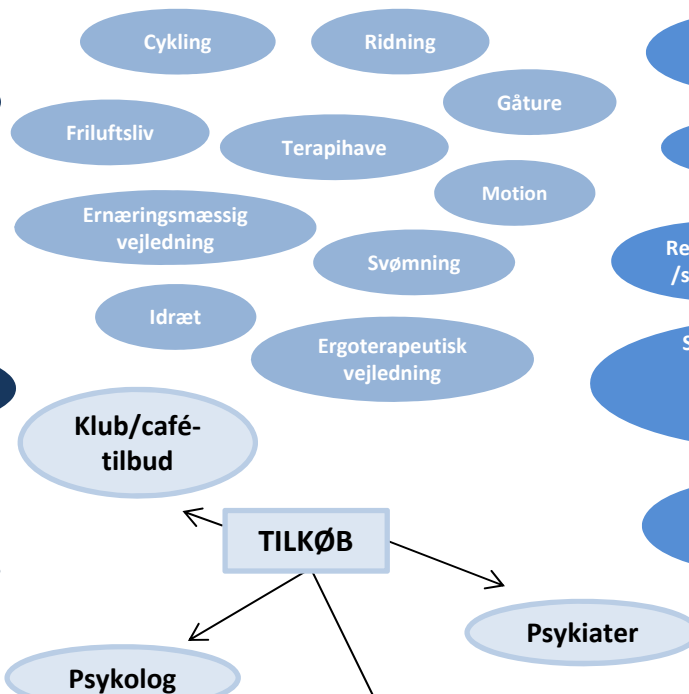 Cykling
Ridning
Gåture
Friluftsliv
Terapihave
Motion
Ernæringsmæssig
vejledning
Svømning
Idræt
Ergoterapeutisk
vejledning
Klub/café-
tilbud
TILKØB
Psykiater
Psykolog